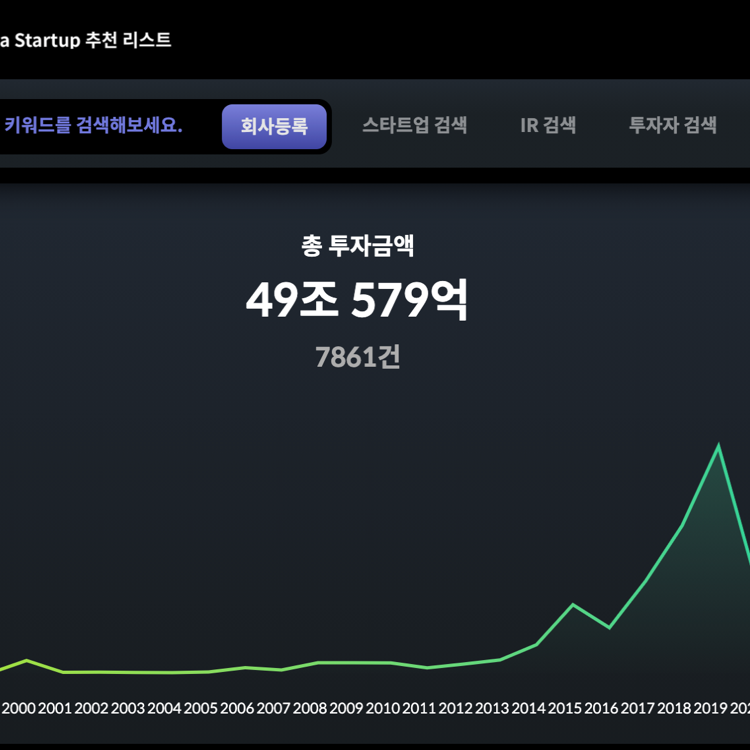 a Startup 추천 리스트
키워드를 검색해보세요. 회사등록 스타트업 검색 IR 검색 투자자 검색
총 투자금액
49조 579억
7861건
2000 2001 2002 2003 2004 2005 2006 2007 2008 2009 2010 2011 2012 2013 2014 2015 2016 2017 2018 2019 202